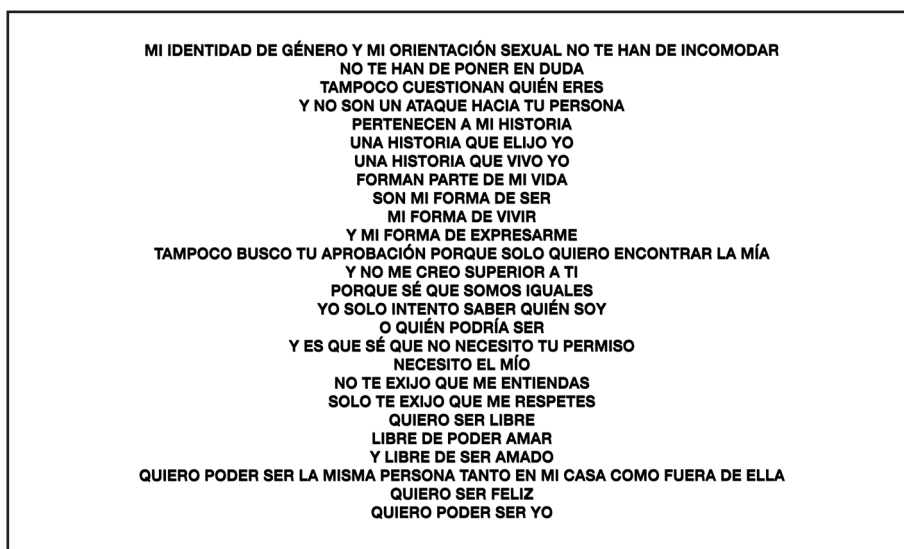 MI IDENTIDAD DE GÉNERO Y MI ORIENTACIÓN SEXUAL NO TE HAN DE INCOMODAR
NO TE HAN DE PONER EN DUDA
TAMPOCO CUESTIONAN QUIÉN ERES
Y NO SON UN ATAQUE HACIA TU PERSONA
PERTENECEN A MI HISTORIA
UNA HISTORIA QUE ELIJO YO
UNA HISTORIA QUE VIVO YO
FORMAN PARTE DE MI VIDA
SON MI FORMA DE SER
MI FORMA DE VIVIR
Y MI FORMA DE EXPRESARME
TAMPOCO BUSCO TU APROBACIÓN PORQUE SOLO QUIERO ENCONTRAR LA MÍA
Y NO ME CREO SUPERIOR A TI
PORQUE SÉ QUE SOMOS IGUALES
YO SOLO INTENTO SABER QUIÉN SOY
O QUIÉN PODRÍA SER
Y ES QUE SÉ QUE NO NECESITO TU PERMISO
NECESITO EL MÍO
NO TE EXIJO QUE ME ENTIENDAS
SOLO TE EXIJO QUE ME RESPETES
QUIERO SER LIBRE
LIBRE DE PODER AMAR
Y LIBRE DE SER AMADO
QUIERO PODER SER LA MISMA PERSONA TANTO EN MI CASA COMO FUERA DE ELLA
QUIERO SER FELIZ
QUIERO PODER SER YO